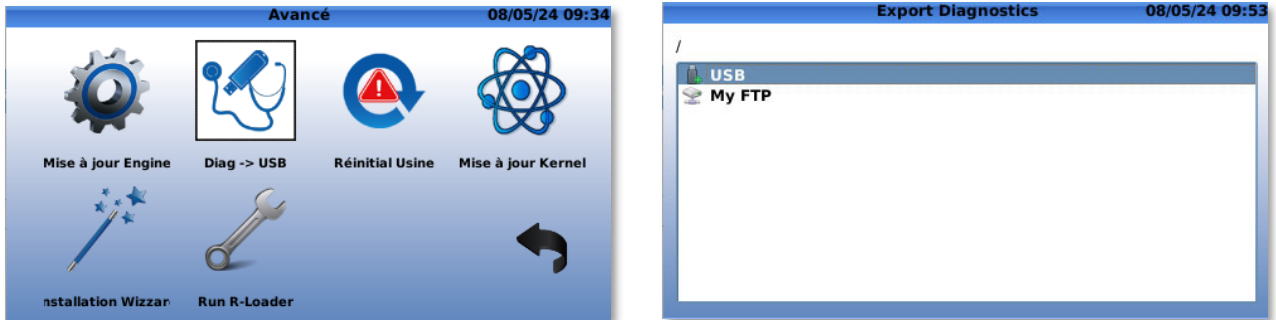 Avancé 08/05/24 09:34
Mise à jour Engine Diag -> USB Réinitial Usine Mise à jour Kernel
nstallation Wizzar Run R-Loader
Export Diagnostics 08/05/24 09:53
/
USB
My FTP